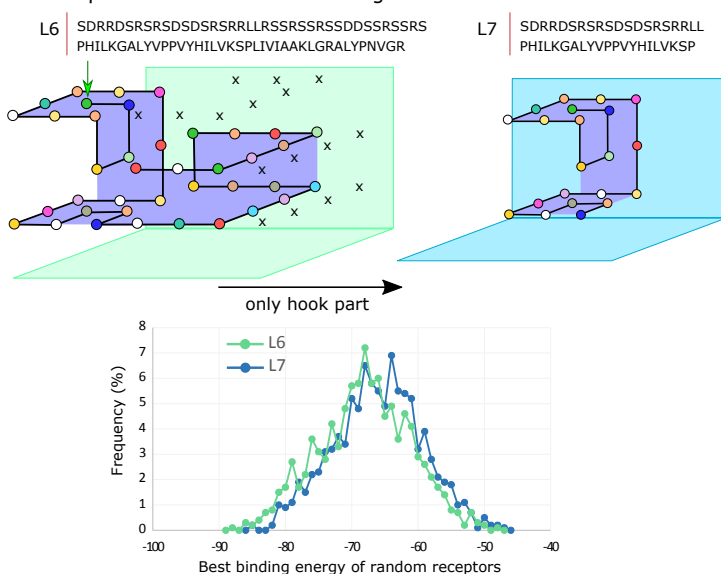 L6 SDRRDSRSRSDSDSRSRRLLRSSRSSRSSDDSSRSSRS
PHILKGALYVPPVYHILVKSPLIVIAAKLGRALYPNVGR
L7 SDRRDSRSRSDSDSRSRRLL
PHILKGALYVPPVYHILVKSP
x x x x x x x x x x x x x x x x x x
only hook part
Frequency (%)
8
7
6
5
4
3
2
1
0
L6
L7
-100 -90 -80 -70 -60 -50 -40
Best binding energy of random receptors